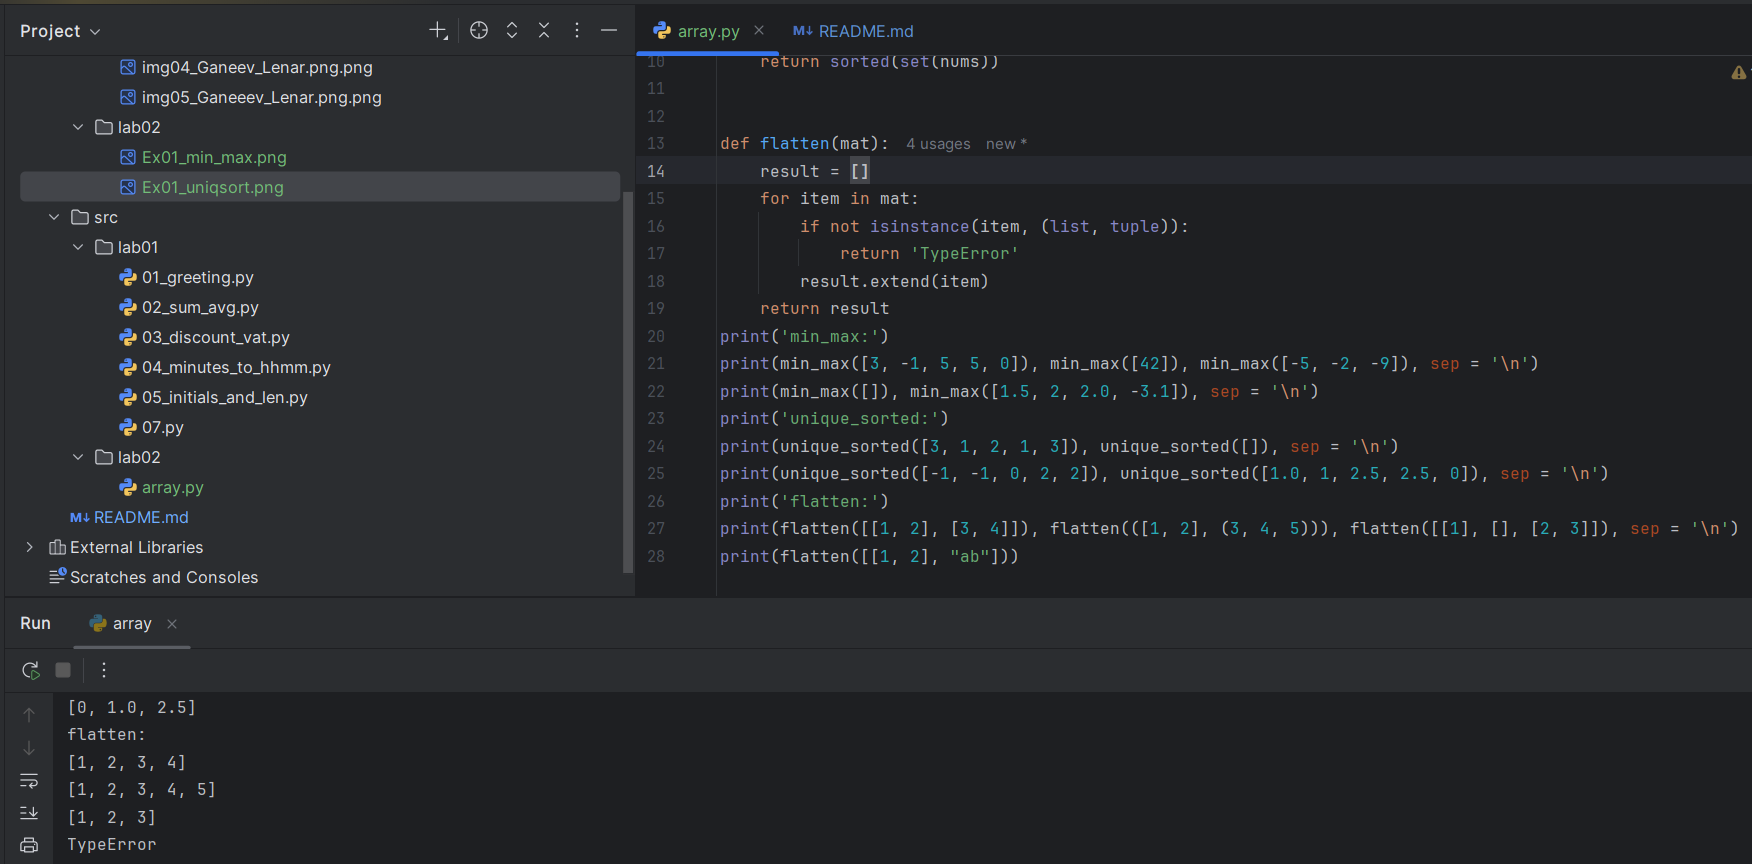 Project
img04_Ganeev_Lenar.png.png
img05_Ganeeev_Lenar.png.png
lab02
Ex01_min_max.png
Ex01_uniqsort.png
src
lab01
01_greeting.py
02_sum_avg.py
03_discount_vat.py
04_minutes_to_hhmm.py
05_initials_and_len.py
07.py
lab02
array.py
M↓ README.md
External Libraries
Scratches and Consoles
array.py
M↓ README.md
10 return sorted(set(nums))
11
12
13 def flatten(mat): 4 usages new *
14 result = []
15 for item in mat:
16 if not isinstance(item, (list, tuple)):
17 return 'TypeError'
18 result.extend(item)
19 return result
20 print('min_max:')
21 print(min_max([3, -1, 5, 5, 0]), min_max([42]), min_max([-5, -2, -9]), sep = '\n')
22 print(min_max([]), min_max([1.5, 2, 2.0, -3.1]), sep = '\n')
23 print('unique_sorted:')
24 print(unique_sorted([3, 1, 2, 1, 3]), unique_sorted([]), sep = '\n')
25 print(unique_sorted([-1, -1, 0, 2, 2]), unique_sorted([1.0, 1, 2.5, 2.5, 0]), sep = '\n')
26 print('flatten:')
27 print(flatten([[1, 2], [3, 4]]), flatten(([1, 2], (3, 4, 5))), flatten([[1], [], [2, 3]]), sep = '\n')
28 print(flatten([[1, 2], "ab"]))
Run
array
[0, 1.0, 2.5]
flatten:
[1, 2, 3, 4]
[1, 2, 3, 4, 5]
[1, 2, 3]
TypeError